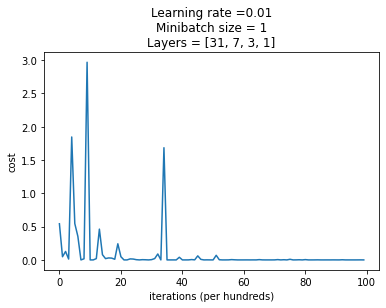 Learning rate =0.01
Minibatch size = 1
Layers = [31, 7, 3, 1]
3.0
2.5
2.0
1.5
1.0
0.5
0.0
cost
0
20
40
60
80
100
iterations (per hundreds)